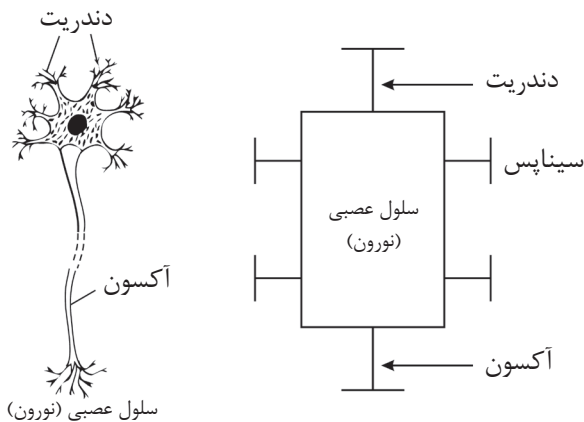 دندریت
آکسون
سلول عصبی (نورون)
دندریت
سیناپس
سلول عصبی
(نورون)
آکسون